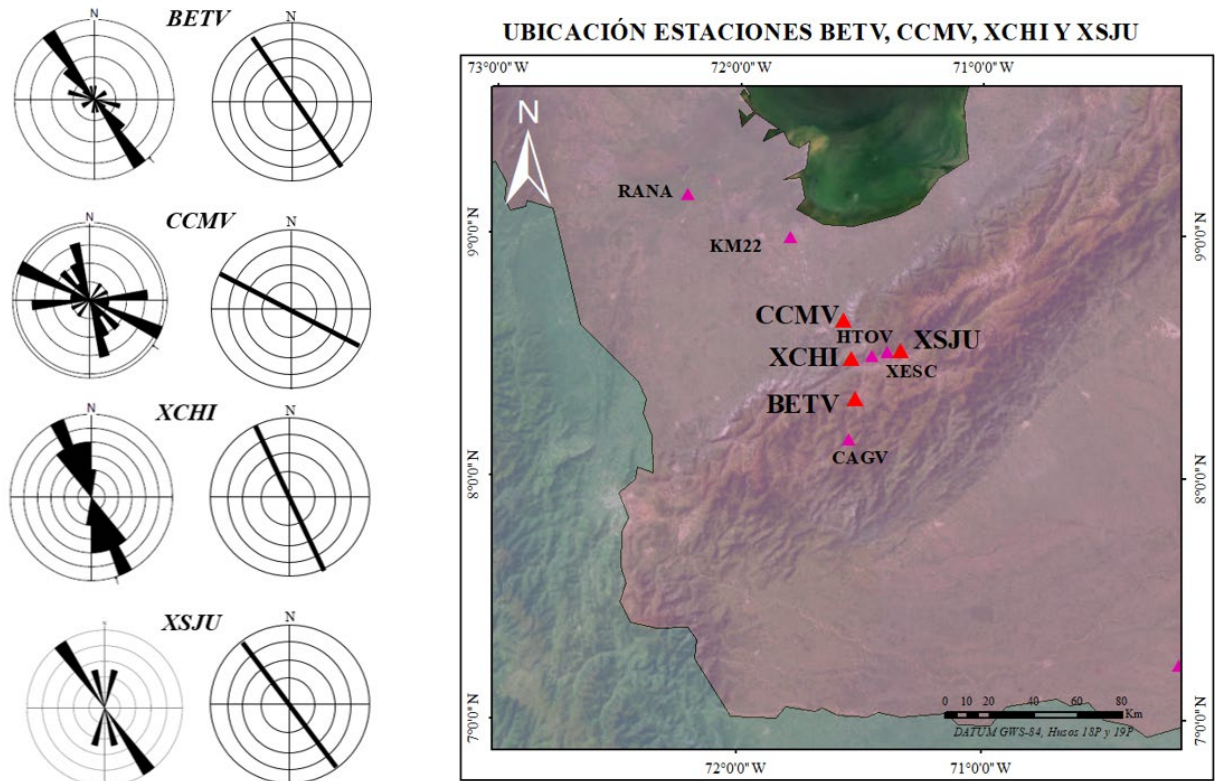 BETV
N
N
CCMV
N
N
XCHI
N
N
XSJU
N
N
UBICACIÓN ESTACIONES BETV, CCMV, XCHI Y XSJU
73°0'0"W
72°0'0"W
71°0'0"W
N
RANA
KM22
9°0'0"N
9°0'0"N
CCMV
HTOV
XSJU
XCHI
XESC
BETV
CAGV
8°0'0"N
8°0'0"N
7°0'0"N
7°0'0"N
0 10 20 40 60 80
Km
DATUM GWS-84, Husos 18P y 19P
72°0'0"W
71°0'0"W